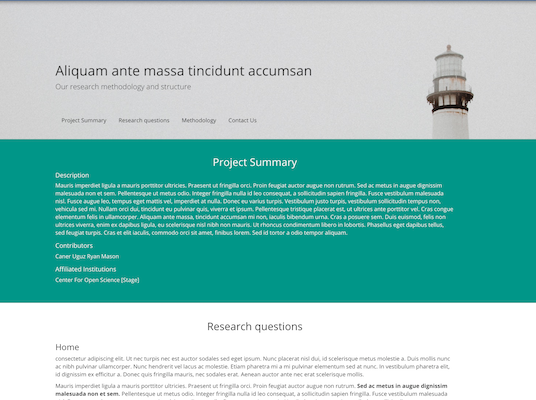 Aliquam ante massa tincidunt accumsan
Our research methodology and structure
Project Summary Research questions Methodology Contact Us
Project Summary
Description
Mauris imperdiet ligula a mauris porttitor ultricies. Praesent ut fringilla orci. Proin feugiat auctor augue non rutrum. Sed ac metus in augue dignissim
malesuada non et sem. Pellentesque ut metus odio. Integer fringilla nulla id leo consequat, a sollicitudin sapien fringilla. Fusce vestibulum malesuada
nisl. Fusce augue leo, tempus eget mattis vel, imperdiet at nulla. Donec eu varius turpis. Vestibulum justo turpis, vestibulum sollicitudin tempus non,
vehicula sed mi. Nullam orci dui, tincidunt eu pulvinar quis, viverra et ipsum. Pellentesque tristique placerat est, ut ultrices ante porttitor vel. Cras congue
elementum felis in ullamcorper. Aliquam ante massa, tincidunt accumsan mi non, iaculis bibendum urna. Cras a posuere sem. Duis euismod, felis non
ultrices viverra, enim ex dapibus ligula, eu scelerisque nisl nibh non mauris. Ut rhoncus condimentum libero in lobortis. Phasellus eget dapibus tellus,
sed feugiat turpis. Cras et elit iaculis, commodo orci sit amet, finibus lorem. Sed id tortor a odio tempor aliquam.
Contributors
Caner Uguz Ryan Mason
Affiliated Institutions
Center For Open Science [Stage]
Research questions
Home
consectetur adipiscing elit. Ut nec turpis nec est auctor sodales sed eget ipsum. Nunc placerat nisl dui, id scelerisque metus molestie a. Duis mollis nunc
ac nibh pulvinar ullamcorper. Nunc hendrerit vel lacus ac molestie. Etiam pharetra mi a mi pulvinar elementum sed at nunc. In vestibulum pharetra elit,
id dignissim ex efficitur a. Donec quis fringilla mauris, nec sodales erat. Aenean auctor ante nec erat scelerisque mollis.
Mauris imperdiet ligula a mauris porttitor ultricies. Praesent ut fringilla orci. Proin feugiat auctor augue non rutrum. Sed ac metus in augue dignissim
malesuada non et sem. Pellentesque ut metus odio. Integer fringilla nulla id leo consequat, a sollicitudin sapien fringilla. Fusce vestibulum malesuada